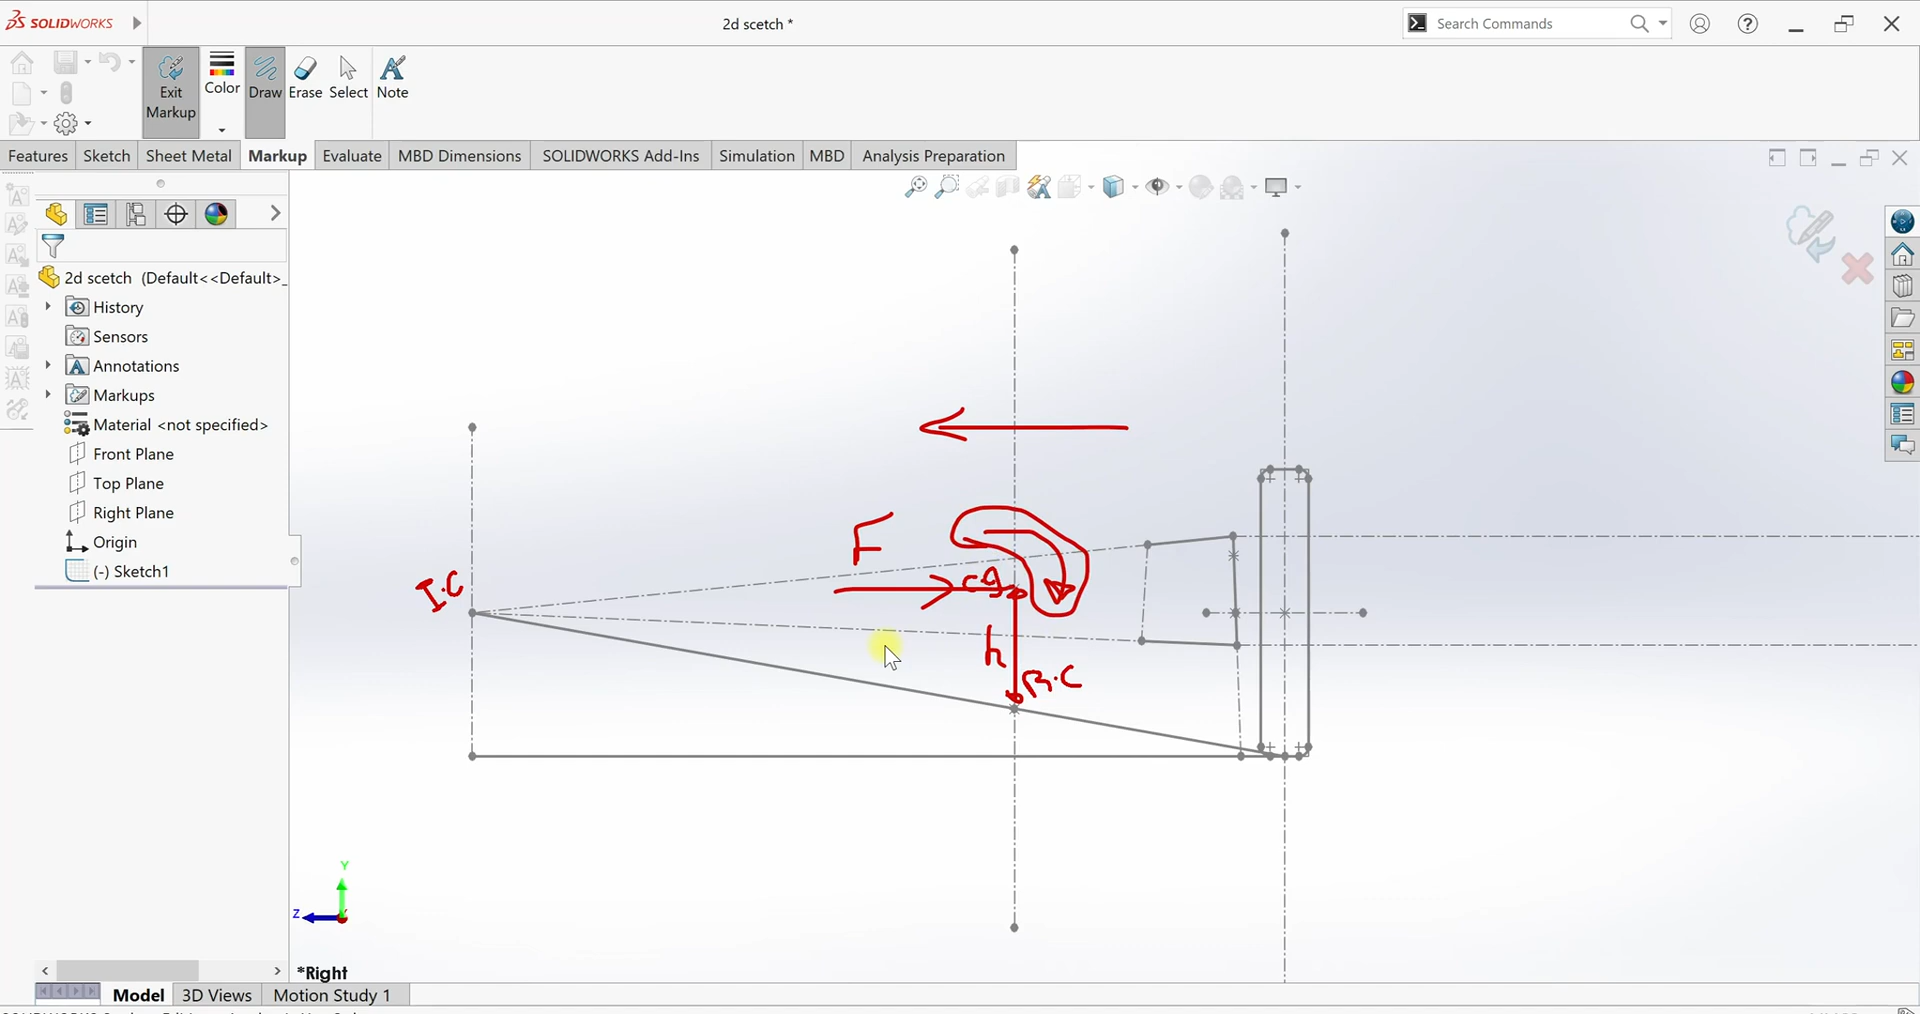 SOLIDWORKS
2d scetch *
Search Commands
Exit Markup
Color
Draw
Erase
Select
Note
Features
Sketch
Sheet Metal
Markup
Evaluate
MBD Dimensions
SOLIDWORKS Add-Ins
Simulation
MBD
Analysis Preparation
2d scetch (Default<<Default>_
History
Sensors
Annotations
Markups
Material <not specified>
Front Plane
Top Plane
Right Plane
Origin
(-) Sketch1
F
cg
I.C
h
R.C
Y
Z
*Right
Model
3D Views
Motion Study 1